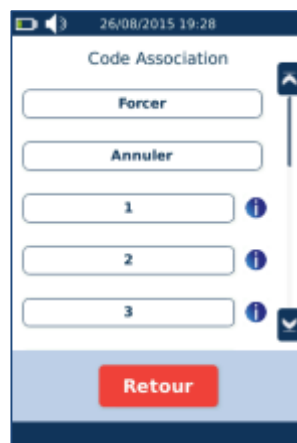 26/08/2015 19:28
Code Association
Forcer
Annuler
1
i
2
i
3
i
Retour